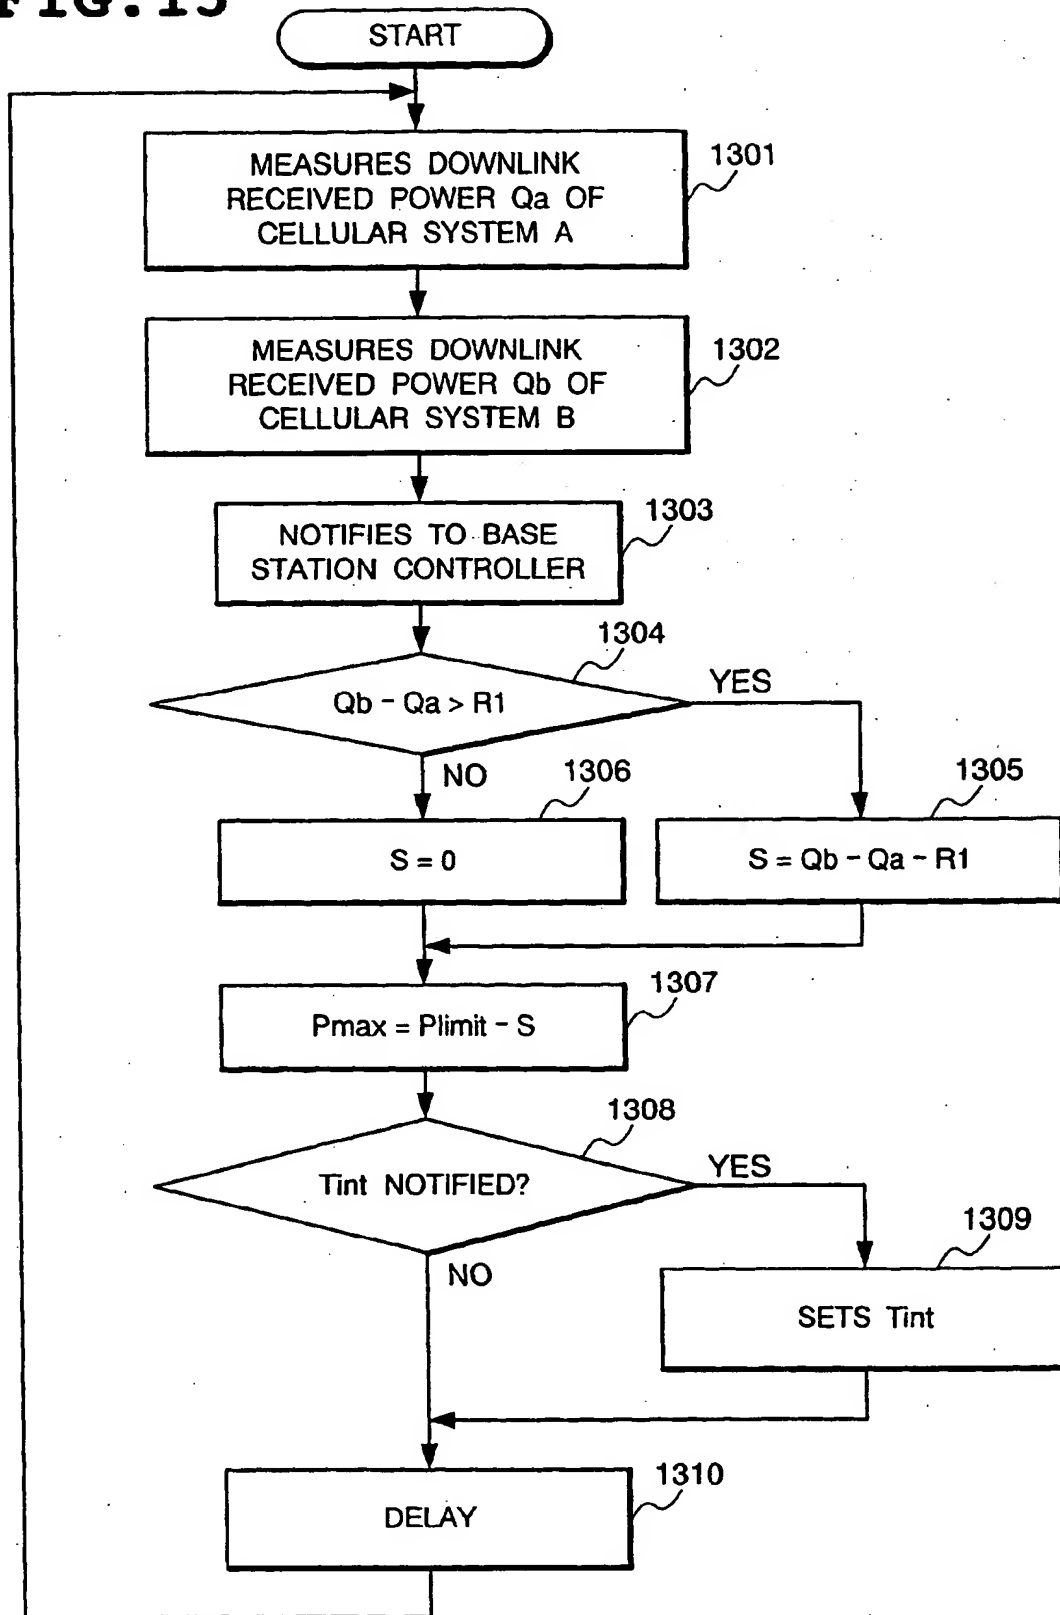 FIG.13
START
MEASURES DOWNLINK
RECEIVED POWER Qa OF
CELLULAR SYSTEM A
1301
MEASURES DOWNLINK
RECEIVED POWER Qb OF
CELLULAR SYSTEM B
1302
NOTIFIES TO BASE
STATION CONTROLLER
1303
1304
Qb - Qa > R1
YES
NO
1306
1305
S = 0
S = Qb - Qa - R1
1307
Pmax = Plimit - S
1308
Tint NOTIFIED?
YES
NO
1309
SETS Tint
1310
DELAY